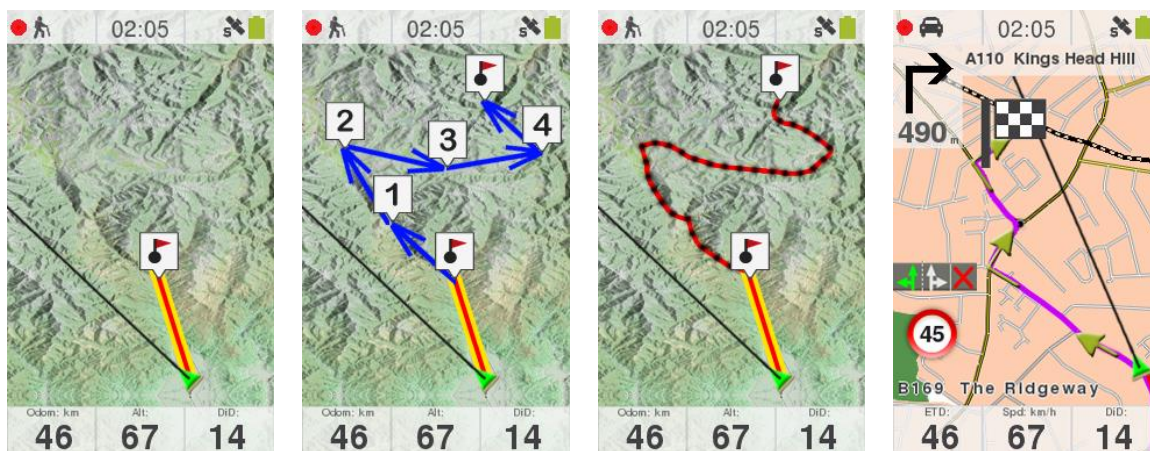 02:05
S
Odom: km Alt: DiD:
46 67 14
02:05
S
2
3
4
1
Odom: km Alt: DiD:
46 67 14
02:05
S
Odom: km Alt: DiD:
46 67 14
02:05
S
A110 Kings Head Hill
490 m
45
B169 The Ridgeway
ETD: Spd: km/h DiD:
46 67 14